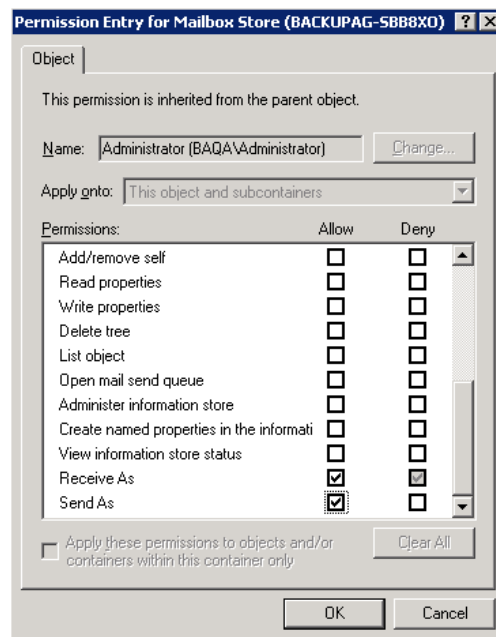 Permission Entry for Mailbox Store (BACKUPAG-SBB8XO)
Object
This permission is inherited from the parent object.
Name: Administrator (BAQA\Administrator) Change...
Apply onto: This object and subcontainers
Permissions: Allow Deny
Add/remove self
Read properties
Write properties
Delete tree
List object
Open mail send queue
Administer information store
Create named properties in the informati
View information store status
Receive As
Send As
Apply these permissions to objects and/or
containers within this container only
Clear All
OK Cancel